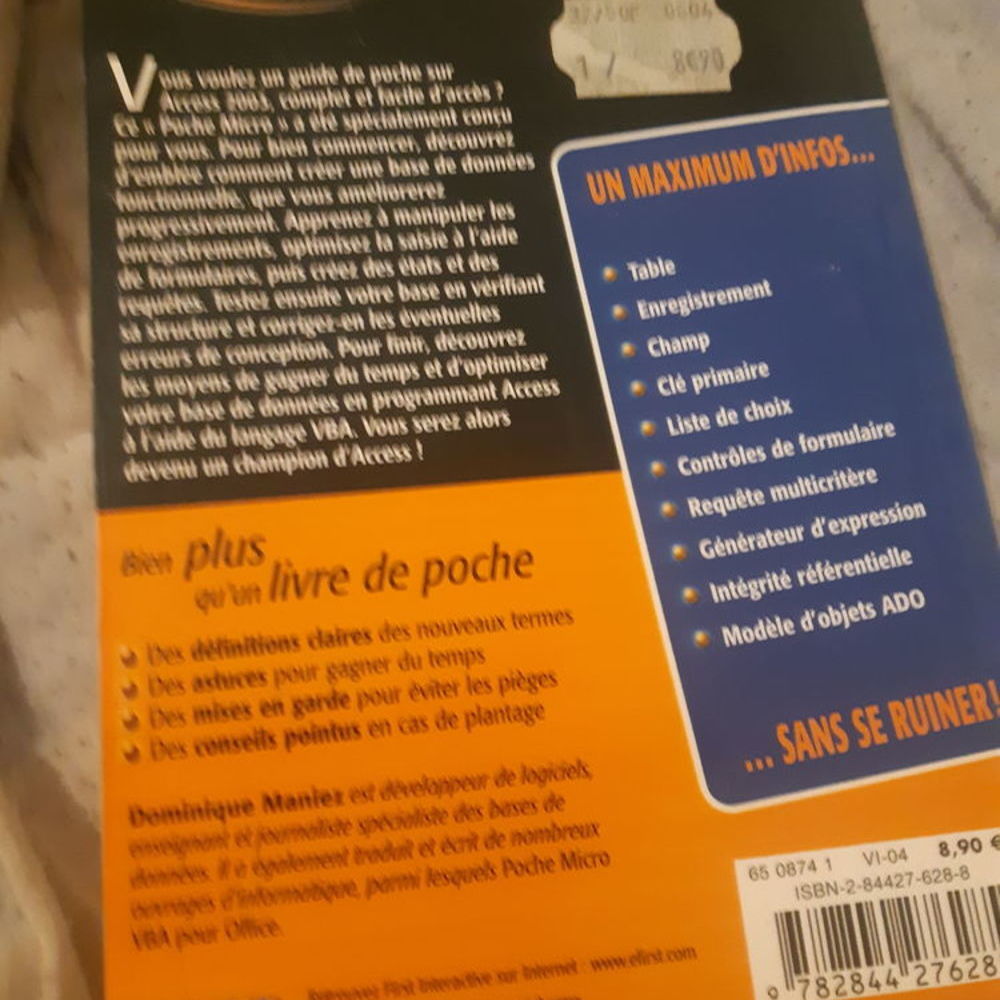 8€90
Vous voulez un guide de poche sur
Access 2003, complet et facile d'accès ?
Ce « Poche Micro » a été spécialement conçu
pour vous. Pour bien commencer, découvrez
d'emblée comment créer une base de données
fonctionnelle, que vous améliorerez
progressivement. Apprenez à manipuler les
enregistrements, optimisez la saisie à l'aide
de formulaires, puis créez des états et des
requêtes. Testez ensuite votre base en vérifiant
sa structure et corrigez-en les éventuelles
erreurs de conception. Pour finir, découvrez
les moyens de gagner du temps et d'optimiser
votre base de données en programmant Access
à l'aide du langage VBA. Vous serez alors
devenu un champion d'Access !
UN MAXIMUM D'INFOS...
Table
Enregistrement
Champ
Clé primaire
Liste de choix
Contrôles de formulaire
Requête multicritère
Générateur d'expression
Intégrité référentielle
Modèle d'objets ADO
... SANS SE RUINER!
Bien plus
qu'un livre de poche
Des définitions claires des nouveaux termes
Des astuces pour gagner du temps
Des mises en garde pour éviter les pièges
Des conseils pointus en cas de plantage
Dominique Maniez est développeur de logiciels,
enseignant et journaliste spécialiste des bases de
données. Il a également traduit et écrit de nombreux
ouvrages d'informatique, parmi lesquels Poche Micro
VBA pour Office.
Retrouvez First Interactive sur Internet : www.efirst.com
65 0874 1 VI-04 8,90 €
ISBN-2-84427-628-8
9 782844 27628